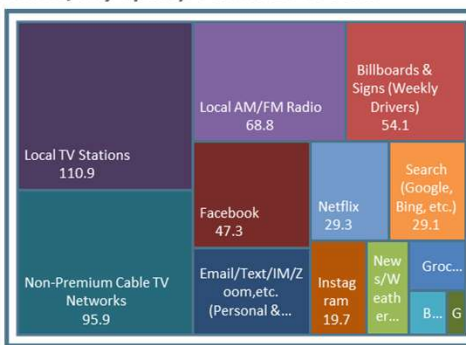 Local TV Stations
110.9
Non-Premium Cable TV
Networks
95.9
Local AM/FM Radio
68.8
Billboards &
Signs (Weekly
Drivers)
54.1
Facebook
47.3
Netflix
29.3
Search
(Google,
Bing, etc.)
29.1
Email/Text/IM/Z
oom,etc.
(Personal &...
Instag
ram
19.7
New
s/We
ath
er...
Groc...
B...
G